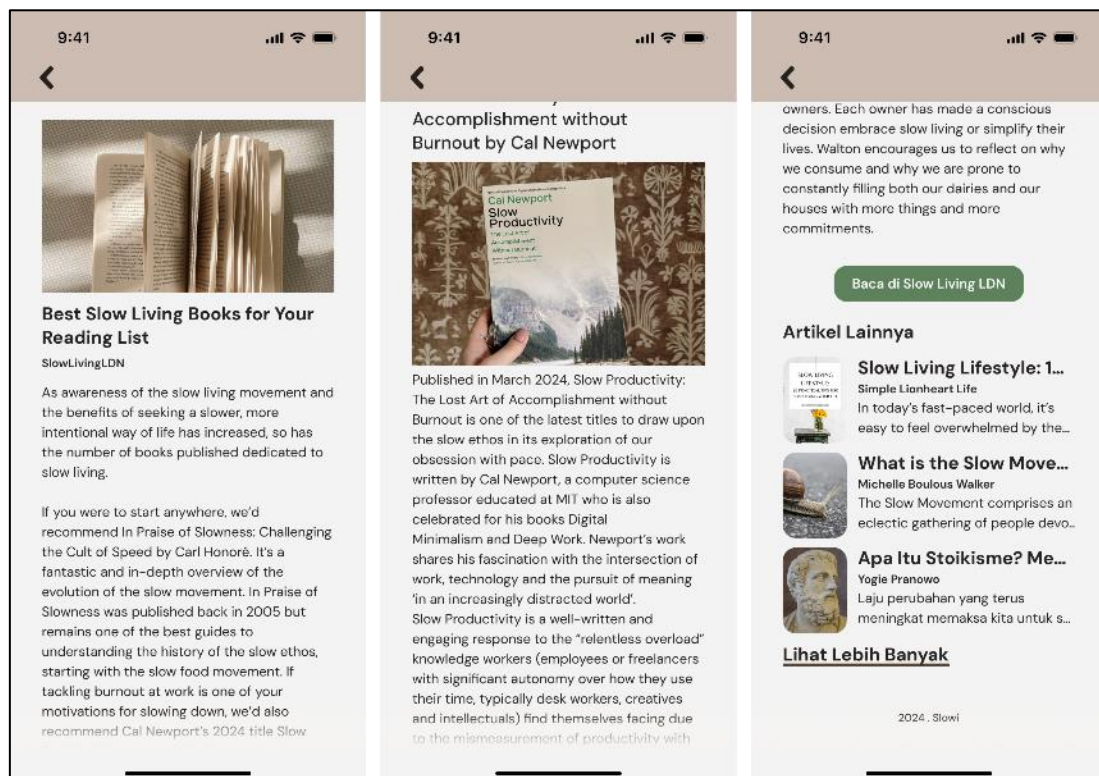 9:41
Best Slow Living Books for Your
Reading List
SlowLivingLDN
As awareness of the slow living movement and
the benefits of seeking a slower, more
intentional way of life has increased, so has
the number of books published dedicated to
slow living.
If you were to start anywhere, we'd
recommend In Praise of Slowness: Challenging
the Cult of Speed by Carl Honoré. It's a
fantastic and in-depth overview of the
evolution of the slow movement. In Praise of
Slowness was published back in 2005 but
remains one of the best guides to
understanding the history of the slow ethos,
starting with the slow food movement. If
tackling burnout at work is one of your
motivations for slowing down, we'd also
recommend Cal Newport's 2024 title Slow
9:41
Accomplishment without
Burnout by Cal Newport
Cal Newport
Slow
Productivity
The Lost Art of
Accomplishment
Without Burnout
Published in March 2024, Slow Productivity:
The Lost Art of Accomplishment without
Burnout is one of the latest titles to draw upon
the slow ethos in its exploration of our
obsession with pace. Slow Productivity is
written by Cal Newport, a computer science
professor educated at MIT who is also
celebrated for his books Digital
Minimalism and Deep Work. Newport's work
shares his fascination with the intersection of
work, technology and the pursuit of meaning
'in an increasingly distracted world'.
Slow Productivity is a well-written and
engaging response to the "relentless overload"
knowledge workers (employees or freelancers
with significant autonomy over how they use
their time, typically desk workers, creatives
and intellectuals) find themselves facing due
to the mismeasurement of productivity with
9:41
owners. Each owner has made a conscious
decision embrace slow living or simplify their
lives. Walton encourages us to reflect on why
we consume and why we are prone to
constantly filling both our dairies and our
houses with more things and more
commitments.
Baca di Slow Living LDN
Artikel Lainnya
SLOW LIVING
LIFESTYLE:
Slow Living Lifestyle: 1...
Simple Lionheart Life
In today's fast-paced world, it's
easy to feel overwhelmed by the...
What is the Slow Move...
Michelle Boulous Walker
The Slow Movement comprises an
eclectic gathering of people devo..
Apa Itu Stoikisme? Me...
Yogie Pranowo
Laju perubahan yang terus
meningkat memaksa kita untuk s...
Lihat Lebih Banyak
2024 . Slowi